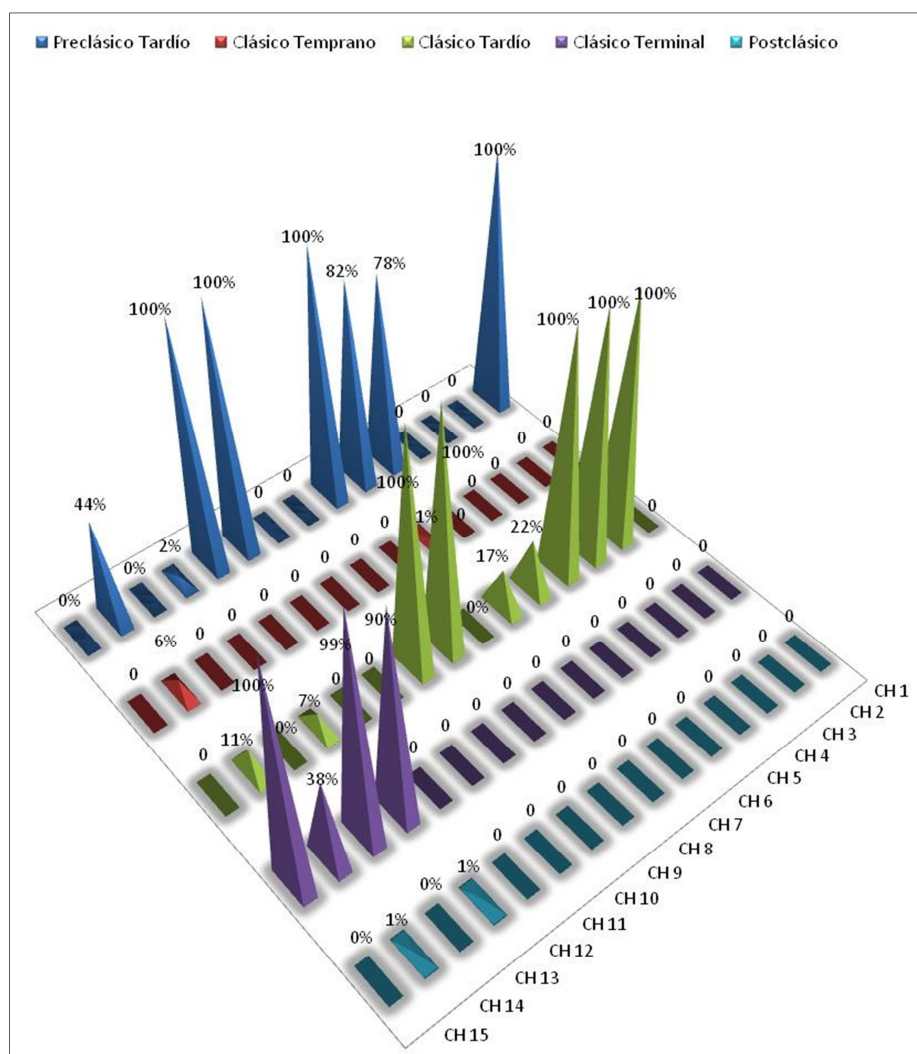 Preclásico Tardío Clásico Temprano Clásico Tardío Clásico Terminal Postclásico
0% 44% 0% 2% 100% 100% 0 0 100% 82% 78% 0 0 0 100%
0 6% 0 0 0 0 0 0 0 1% 0 0 0 0 0
0 11% 0% 7% 0 0 100% 100% 0% 17% 22% 100% 100% 100% 0
100% 38% 99% 90% 0 0 0 0 0 0 0 0 0 0 0
0% 1% 0% 1% 0 0 0 0 0 0 0 0 0 0 0
CH 1
CH 2
CH 3
CH 4
CH 5
CH 6
CH 7
CH 8
CH 9
CH 10
CH 11
CH 12
CH 13
CH 14
CH 15